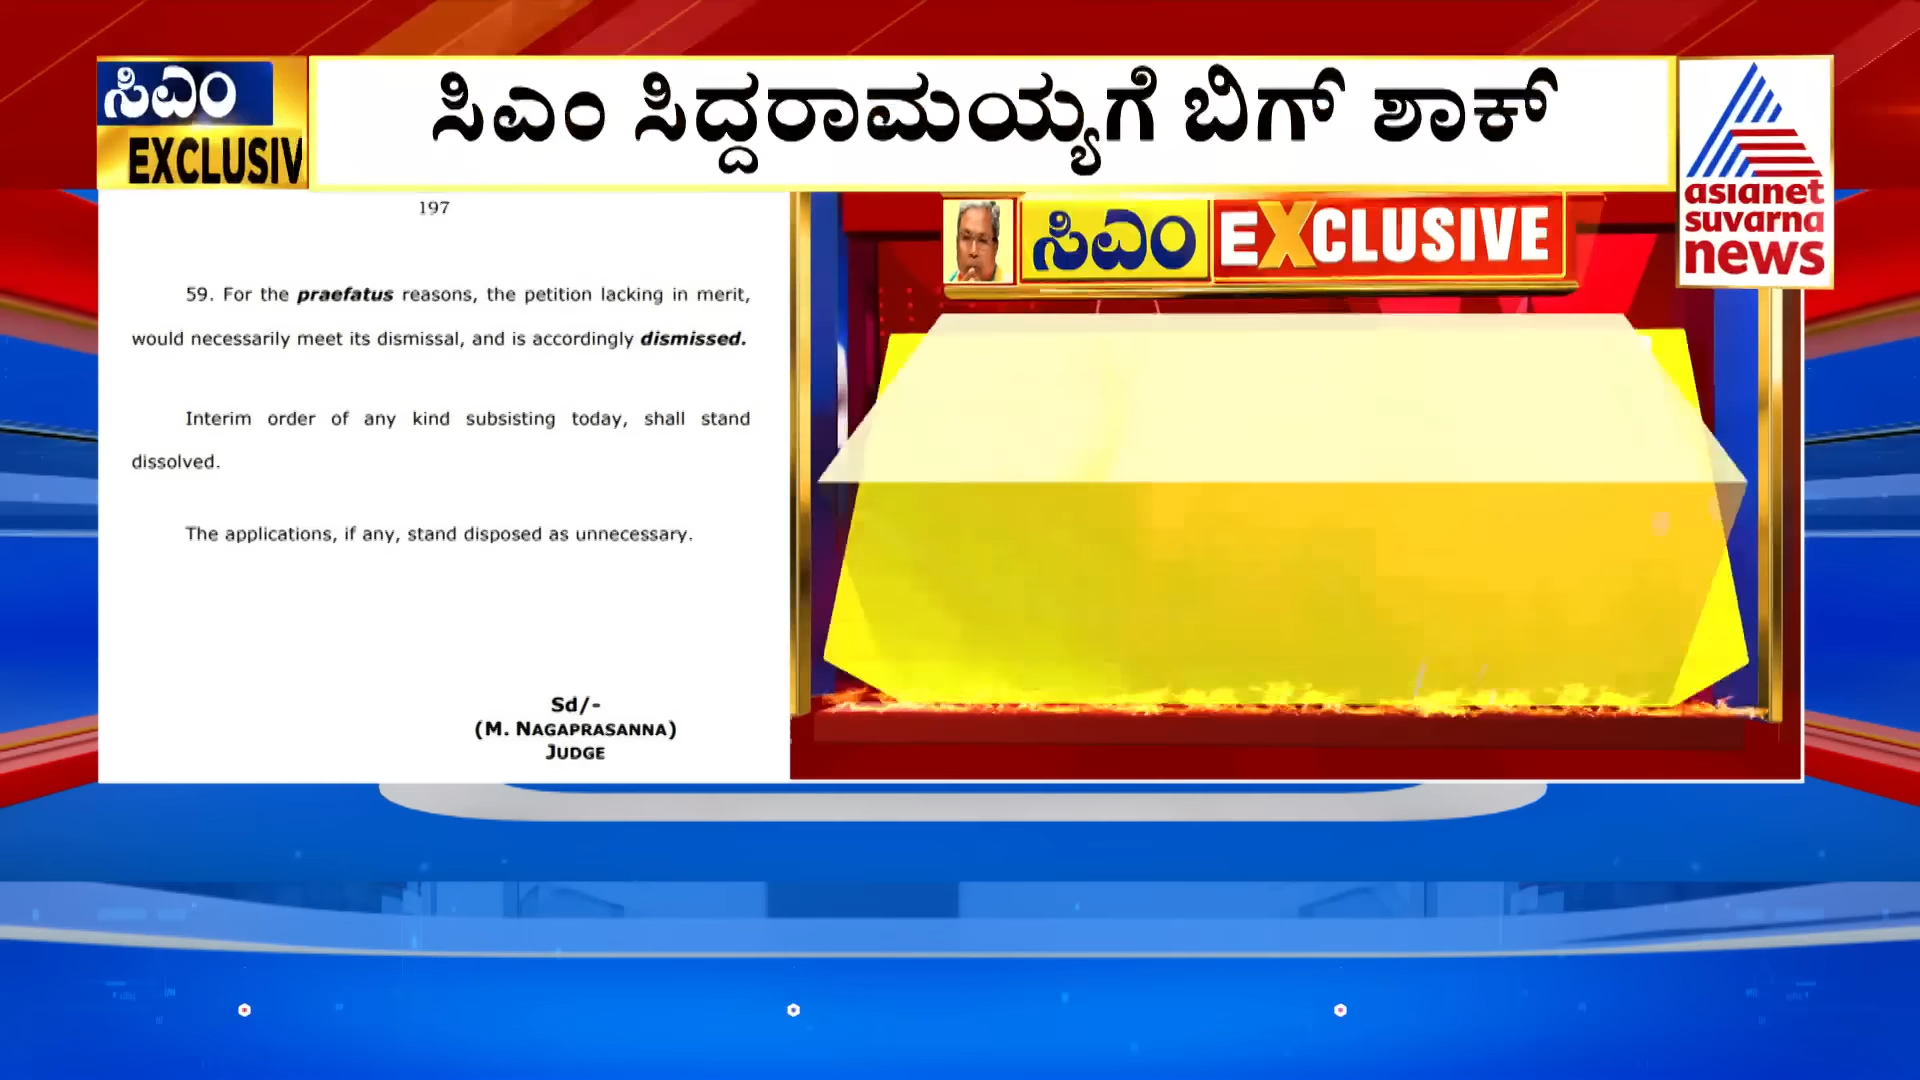 ಸಿಎಂ
EXCLUSIV
ಸಿಎಂ ಸಿದ್ದರಾಮಯ್ಯಗೆ ಬಿಗ್ ಶಾಕ್
asianet
suvarna
news
ಸಿಎಂ EXCLUSIVE
197
59. For the praefatus reasons, the petition lacking in merit,
would necessarily meet its dismissal, and is accordingly dismissed.
Interim order of any kind subsisting today, shall stand
dissolved.
The applications, if any, stand disposed as unnecessary.
Sd/-
(M. NAGAPRASANNA)
JUDGE